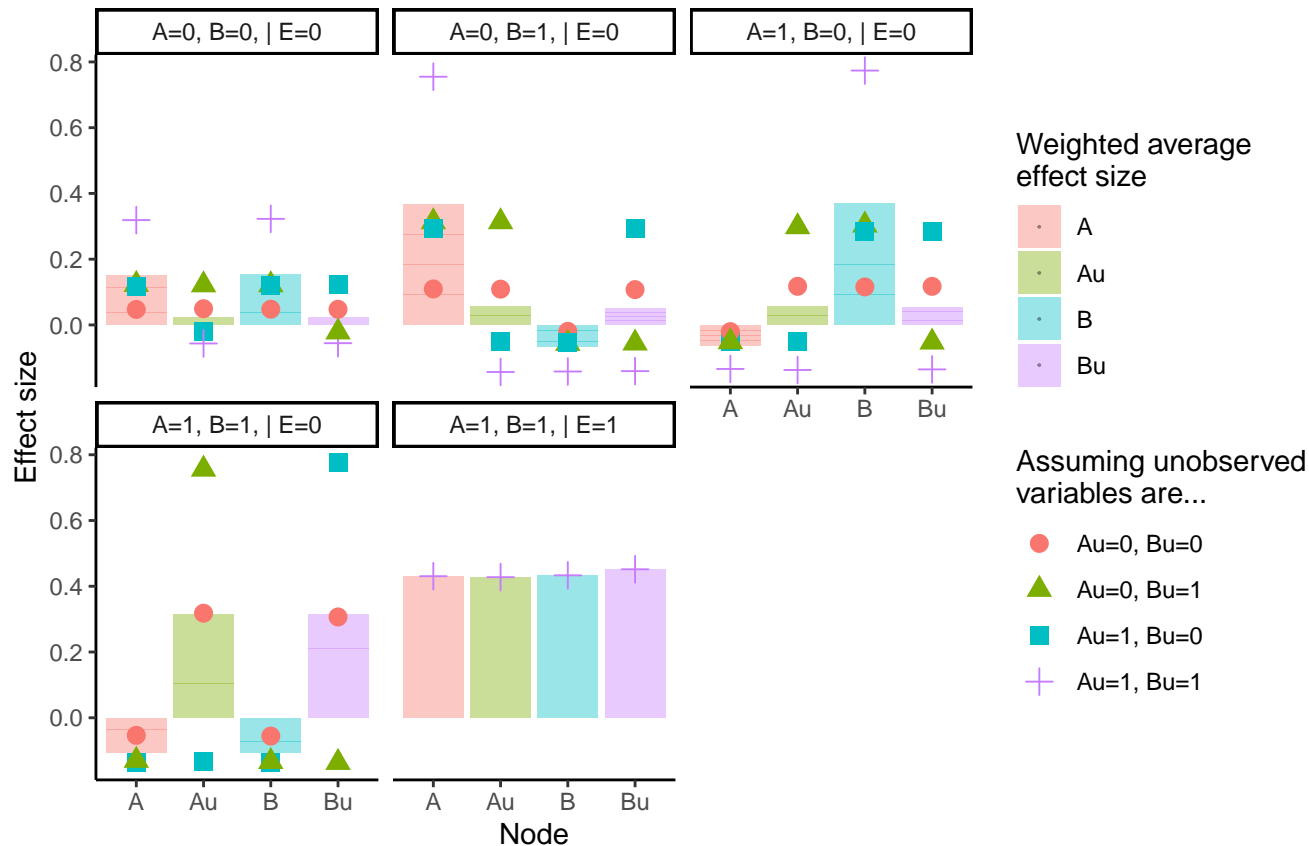 A=0, B=0, | E=0
A=0, B=1, | E=0
A=1, B=0, | E=0
0.8
0.6
0.4
0.2
0.0
A
Au
B
Bu
A=1, B=1, | E=0
A=1, B=1, | E=1
0.8
0.6
0.4
0.2
0.0
A
Au
B
Bu
A
Au
B
Bu
Effect size
Node
Weighted average
effect size
A
Au
B
Bu
Assuming unobserved
variables are...
Au=0, Bu=0
Au=0, Bu=1
Au=1, Bu=0
Au=1, Bu=1